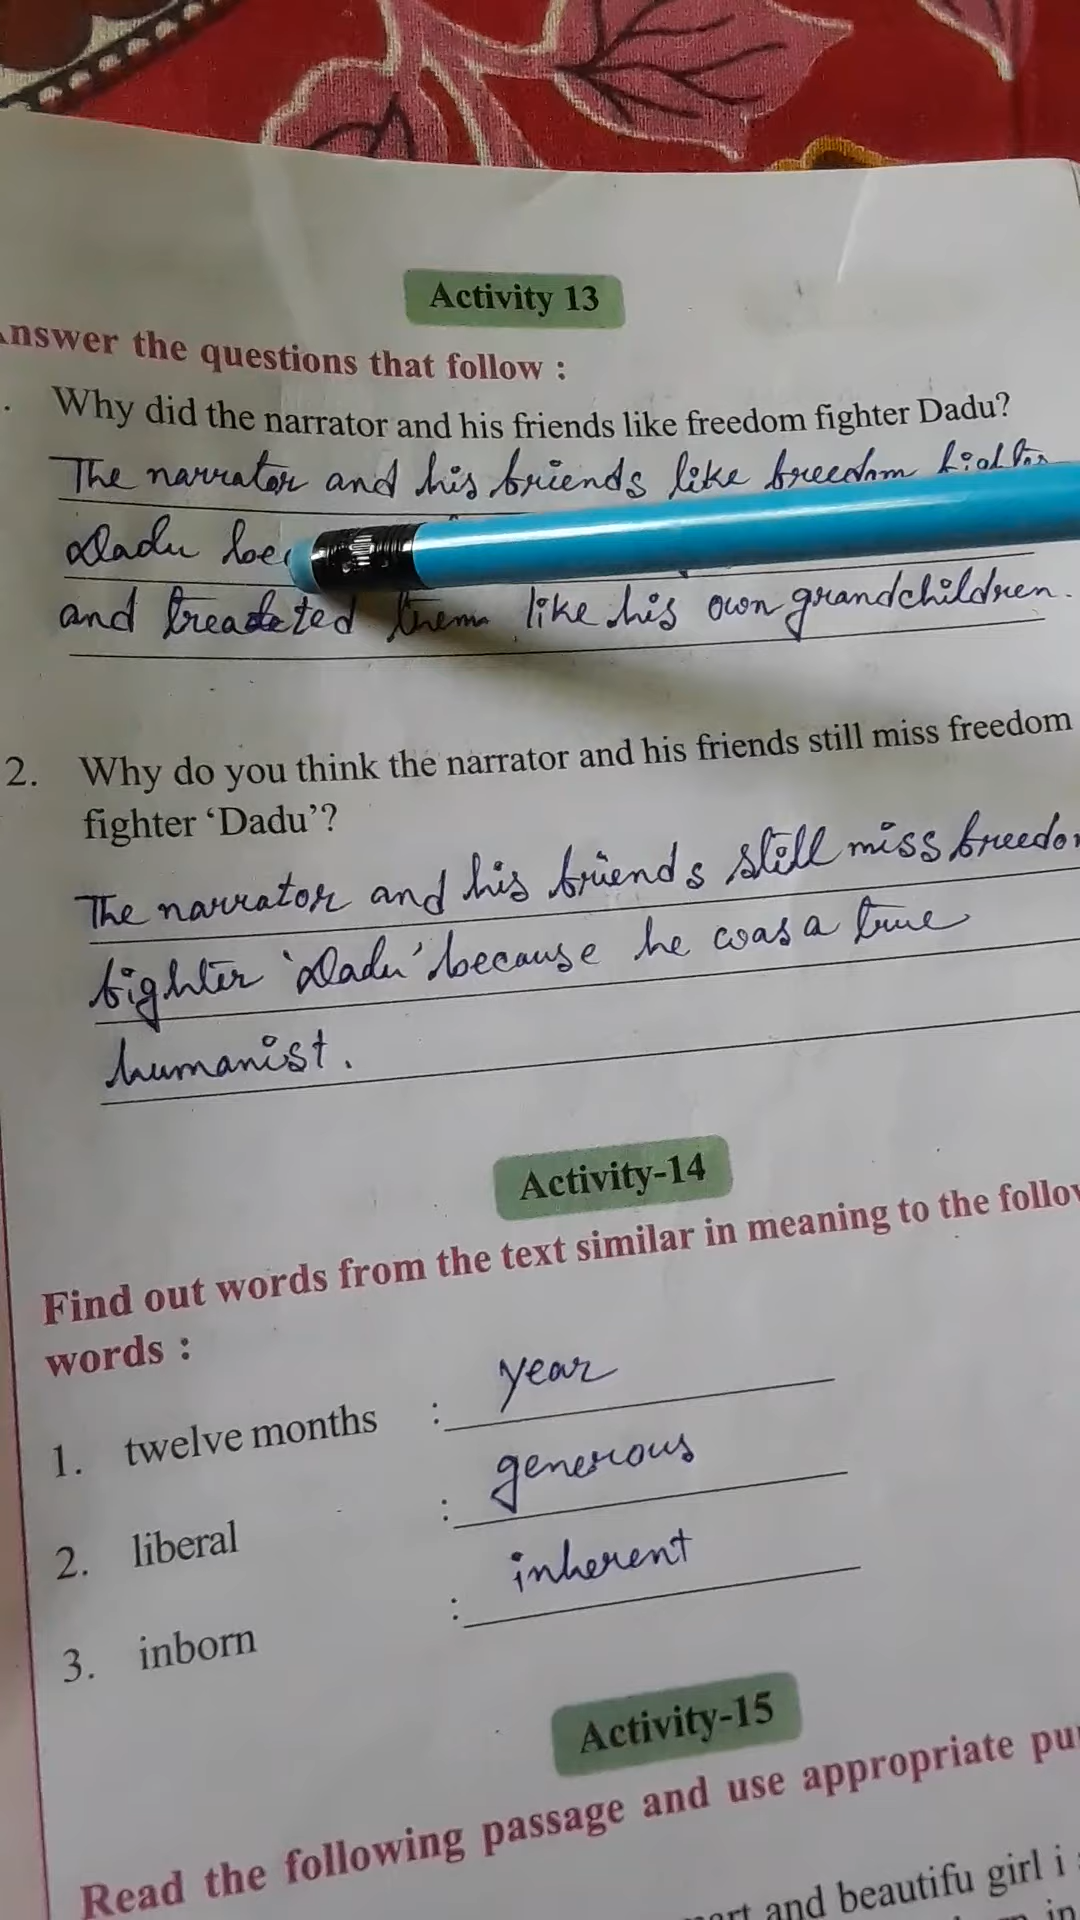 Activity 13
Answer the questions that follow :
. Why did the narrator and his friends like freedom fighter Dadu?
The narrator and his friends like freedom fighter
Dadu
and treated them like his own grandchildren.
2. Why do you think the narrator and his friends still miss freedom
fighter ‘Dadu’?
The narrator and his friends still miss freedom
fighter 'Dadu' because he was a true
humanist.
Activity-14
Find out words from the text similar in meaning to the
words :
1. twelve months : year
2. liberal : generous
3. inborn : inherent
Activity-15
Read the following passage and use appropriate
and beautifu girl i
in